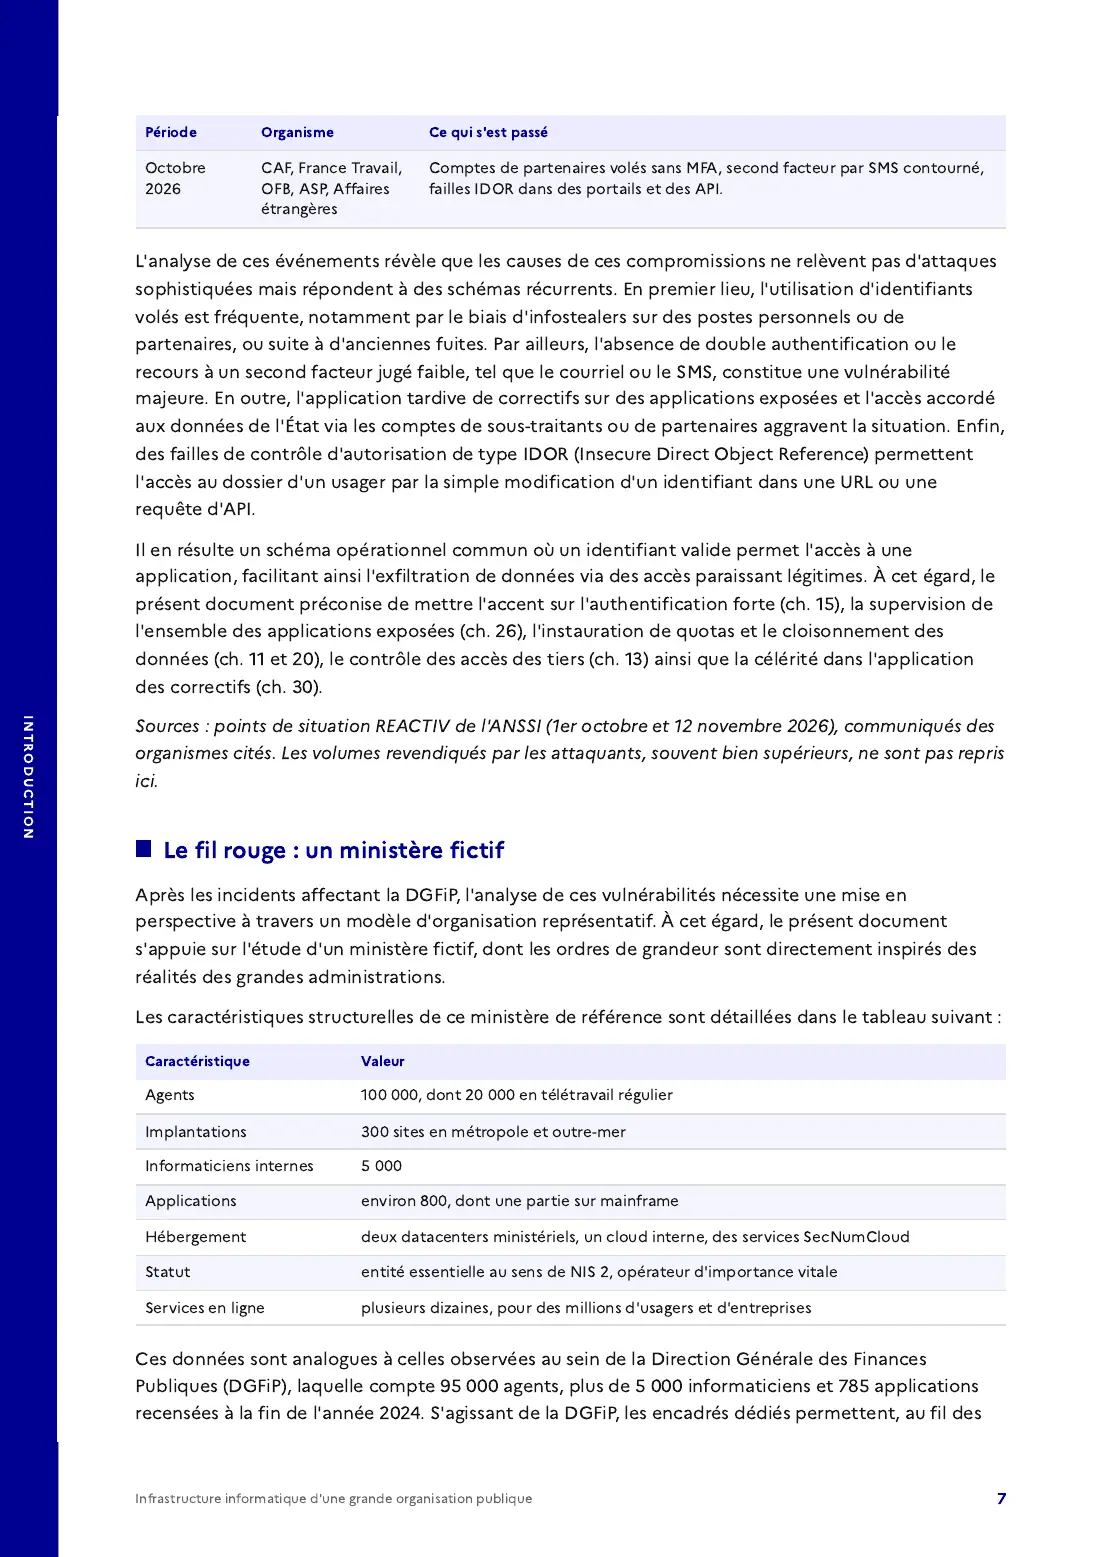 Période Organisme Ce qui s'est passé
Octobre 2026 CAF, France Travail, OFB, ASP, Affaires étrangères Comptes de partenaires volés sans MFA, second facteur par SMS contourné, failles IDOR dans des portails et des API.
L'analyse de ces événements révèle que les causes de ces compromissions ne relèvent pas d'attaques
sophistiquées mais répondent à des schémas récurrents. En premier lieu, l'utilisation d'identifiants
volés est fréquente, notamment par le biais d'infostealers sur des postes personnels ou de
partenaires, ou suite à d'anciennes fuites. Par ailleurs, l'absence de double authentification ou le
recours à un second facteur jugé faible, tel que le courriel ou le SMS, constitue une vulnérabilité
majeure. En outre, l'application tardive de correctifs sur des applications exposées et l'accès accordé
aux données de l'État via les comptes de sous-traitants ou de partenaires aggravent la situation. Enfin,
des failles de contrôle d'autorisation de type IDOR (Insecure Direct Object Reference) permettent
l'accès au dossier d'un usager par la simple modification d'un identifiant dans une URL ou une
requête d'API.
Il en résulte un schéma opérationnel commun où un identifiant valide permet l'accès à une
application, facilitant ainsi l'exfiltration de données via des accès paraissant légitimes. À cet égard, le
présent document préconise de mettre l'accent sur l'authentification forte (ch. 15), la supervision de
l'ensemble des applications exposées (ch. 26), l'instauration de quotas et le cloisonnement des
données (ch. 11 et 20), le contrôle des accès des tiers (ch. 13) ainsi que la célérité dans l'application
des correctifs (ch. 30).
Sources : points de situation REACTIV de l'ANSSI (1er octobre et 12 novembre 2026), communiqués des
organismes cités. Les volumes revendiqués par les attaquants, souvent bien supérieurs, ne sont pas repris
ici.
INTRODUCTION
Le fil rouge : un ministère fictif
Après les incidents affectant la DGFiP, l'analyse de ces vulnérabilités nécessite une mise en
perspective à travers un modèle d'organisation représentatif. À cet égard, le présent document
s'appuie sur l'étude d'un ministère fictif, dont les ordres de grandeur sont directement inspirés des
réalités des grandes administrations.
Les caractéristiques structurelles de ce ministère de référence sont détaillées dans le tableau suivant :
Caractéristique Valeur
Agents 100 000, dont 20 000 en télétravail régulier
Implantations 300 sites en métropole et outre-mer
Informaticiens internes 5 000
Applications environ 800, dont une partie sur mainframe
Hébergement deux datacenters ministériels, un cloud interne, des services SecNumCloud
Statut entité essentielle au sens de NIS 2, opérateur d'importance vitale
Services en ligne plusieurs dizaines, pour des millions d'usagers et d'entreprises
Ces données sont analogues à celles observées au sein de la Direction Générale des Finances
Publiques (DGFiP), laquelle compte 95 000 agents, plus de 5 000 informaticiens et 785 applications
recensées à la fin de l'année 2024. S'agissant de la DGFiP, les encadrés dédiés permettent, au fil des
Infrastructure informatique d'une grande organisation publique 7